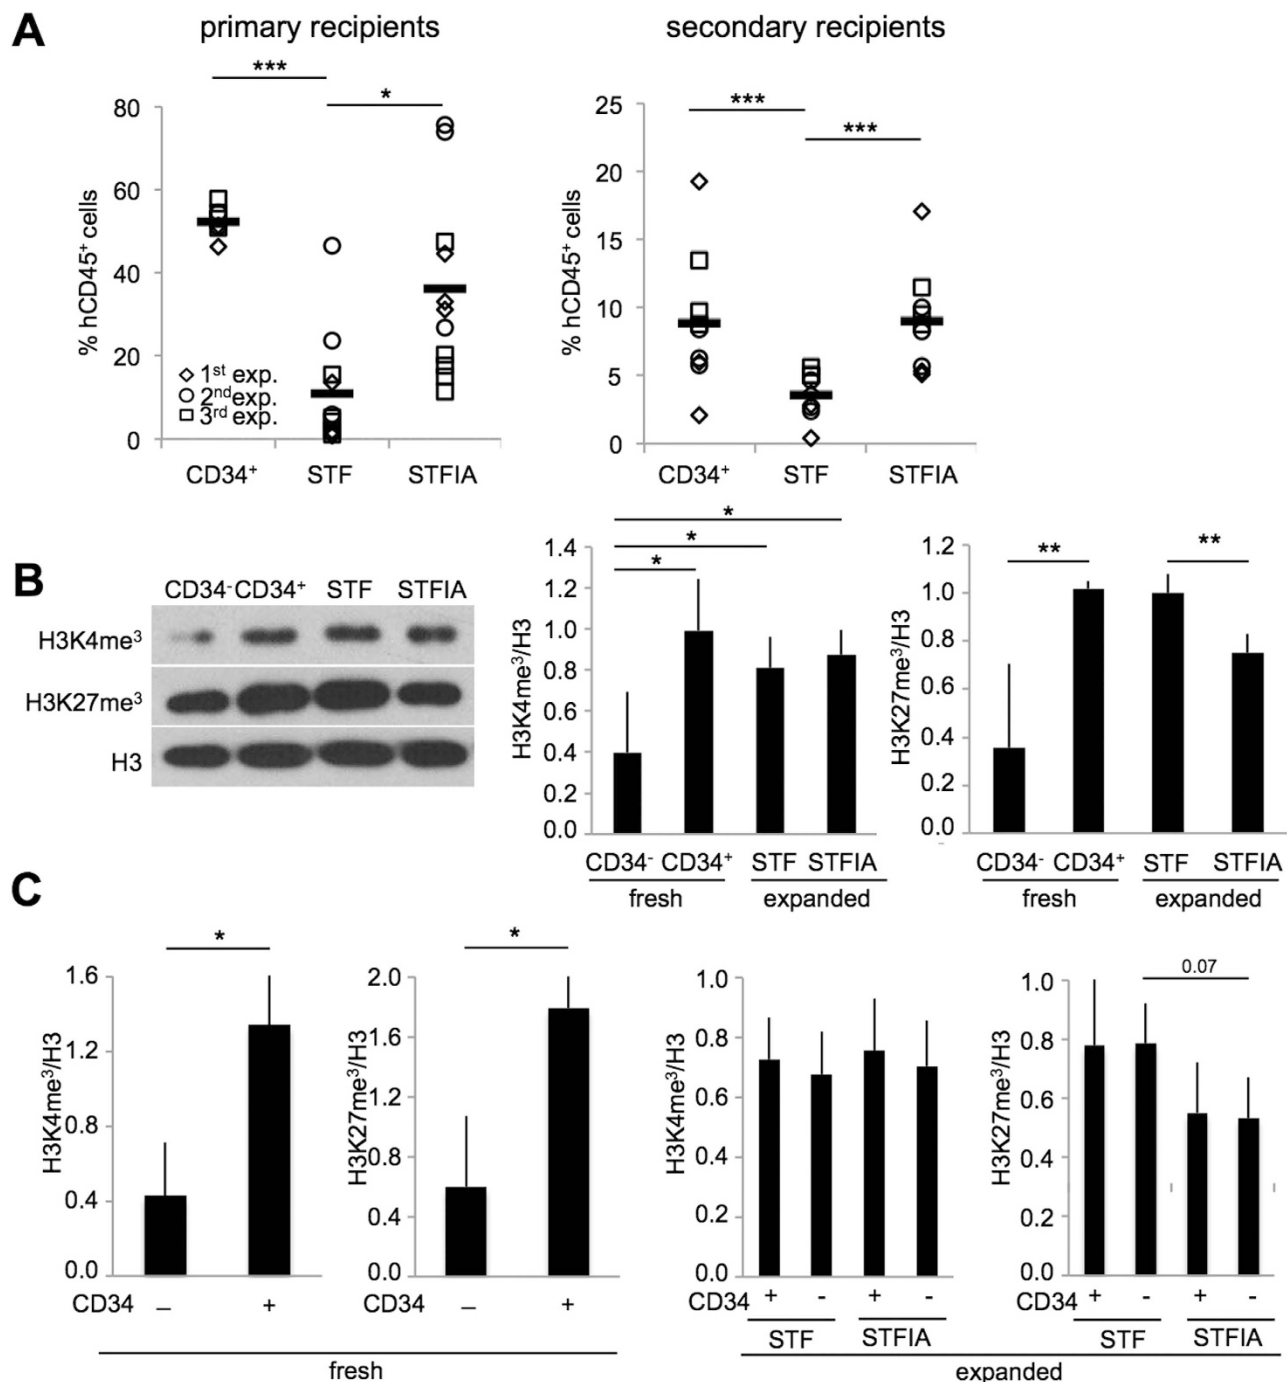 A
primary recipients
secondary recipients
***
*
***
***
% hCD45⁺ cells
80
60
40
20
0
1st exp.
2nd exp.
3rd exp.
CD34⁺ STF STFIA
% hCD45⁺ cells
25
20
15
10
5
0
CD34⁺ STF STFIA
B
CD34⁻ CD34⁺ STF STFIA
H3K4me³
H3K27me³
H3
*
*
*
H3K4me³/H3
1.4
1.2
1.0
0.8
0.6
0.4
0.2
0.0
CD34⁻ CD34⁺ STF STFIA
fresh expanded
**
**
H3K27me³/H3
1.2
1.0
0.8
0.6
0.4
0.2
0.0
CD34⁻ CD34⁺ STF STFIA
fresh expanded
C
*
H3K4me³/H3
1.6
1.2
0.8
0.4
0.0
CD34 – +
*
H3K27me³/H3
2.0
1.6
1.2
0.8
0.4
0.0
CD34 – +
fresh
H3K4me³/H3
1.0
0.8
0.6
0.4
0.2
0.0
CD34 + - + -
STF STFIA
0.07
H3K27me³/H3
1.0
0.8
0.6
0.4
0.2
0.0
CD34 + - + -
STF STFIA
expanded